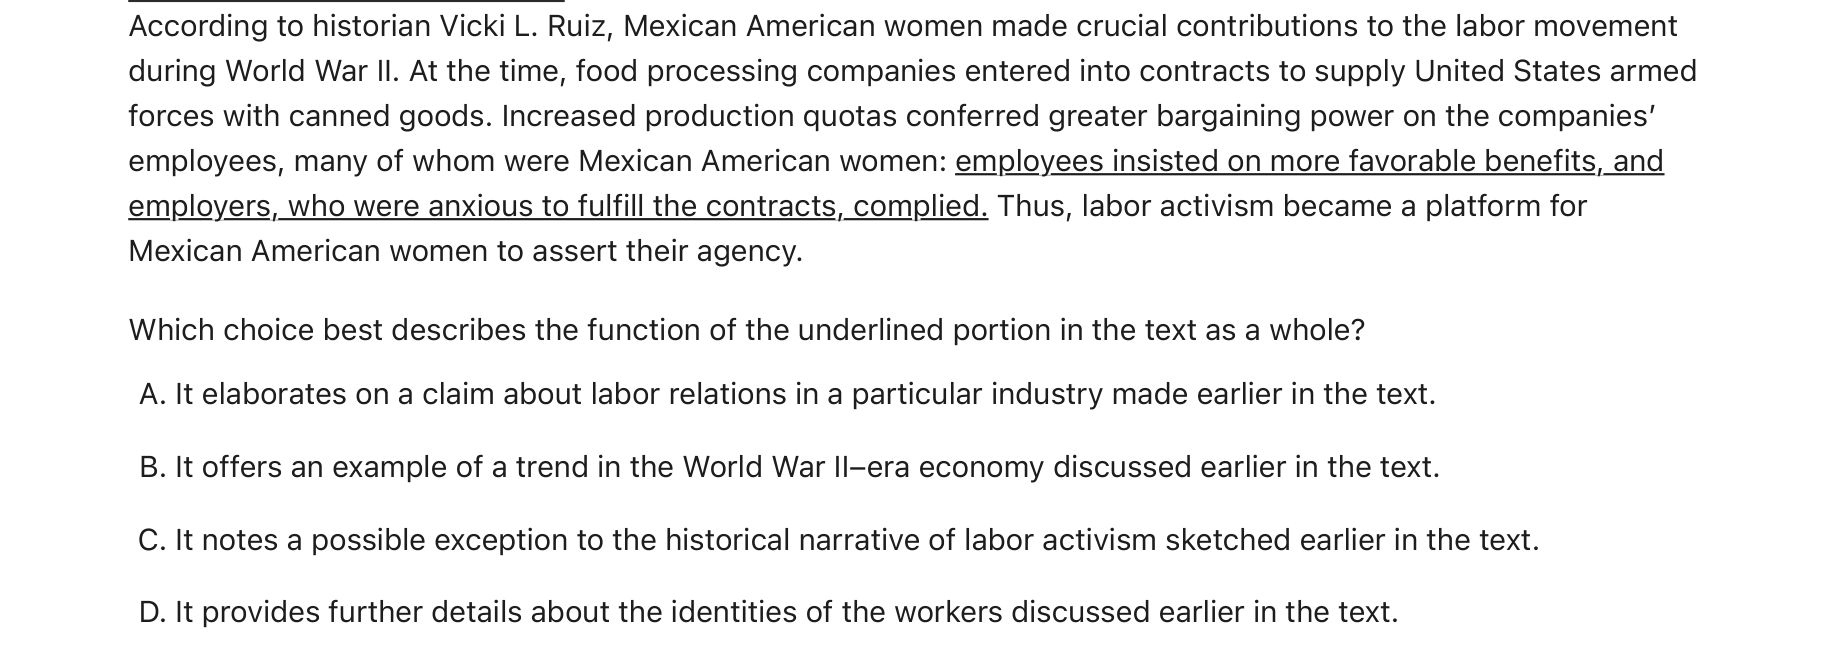 According to historian Vicki L. Ruiz, Mexican American women made crucial contributions to the labor movement
during World War II. At the time, food processing companies entered into contracts to supply United States armed
forces with canned goods. Increased production quotas conferred greater bargaining power on the companies’
employees, many of whom were Mexican American women: employees insisted on more favorable benefits, and
employers, who were anxious to fulfill the contracts, complied. Thus, labor activism became a platform for
Mexican American women to assert their agency.
Which choice best describes the function of the underlined portion in the text as a whole?
A. It elaborates on a claim about labor relations in a particular industry made earlier in the text.
B. It offers an example of a trend in the World War II–era economy discussed earlier in the text.
C. It notes a possible exception to the historical narrative of labor activism sketched earlier in the text.
D. It provides further details about the identities of the workers discussed earlier in the text.